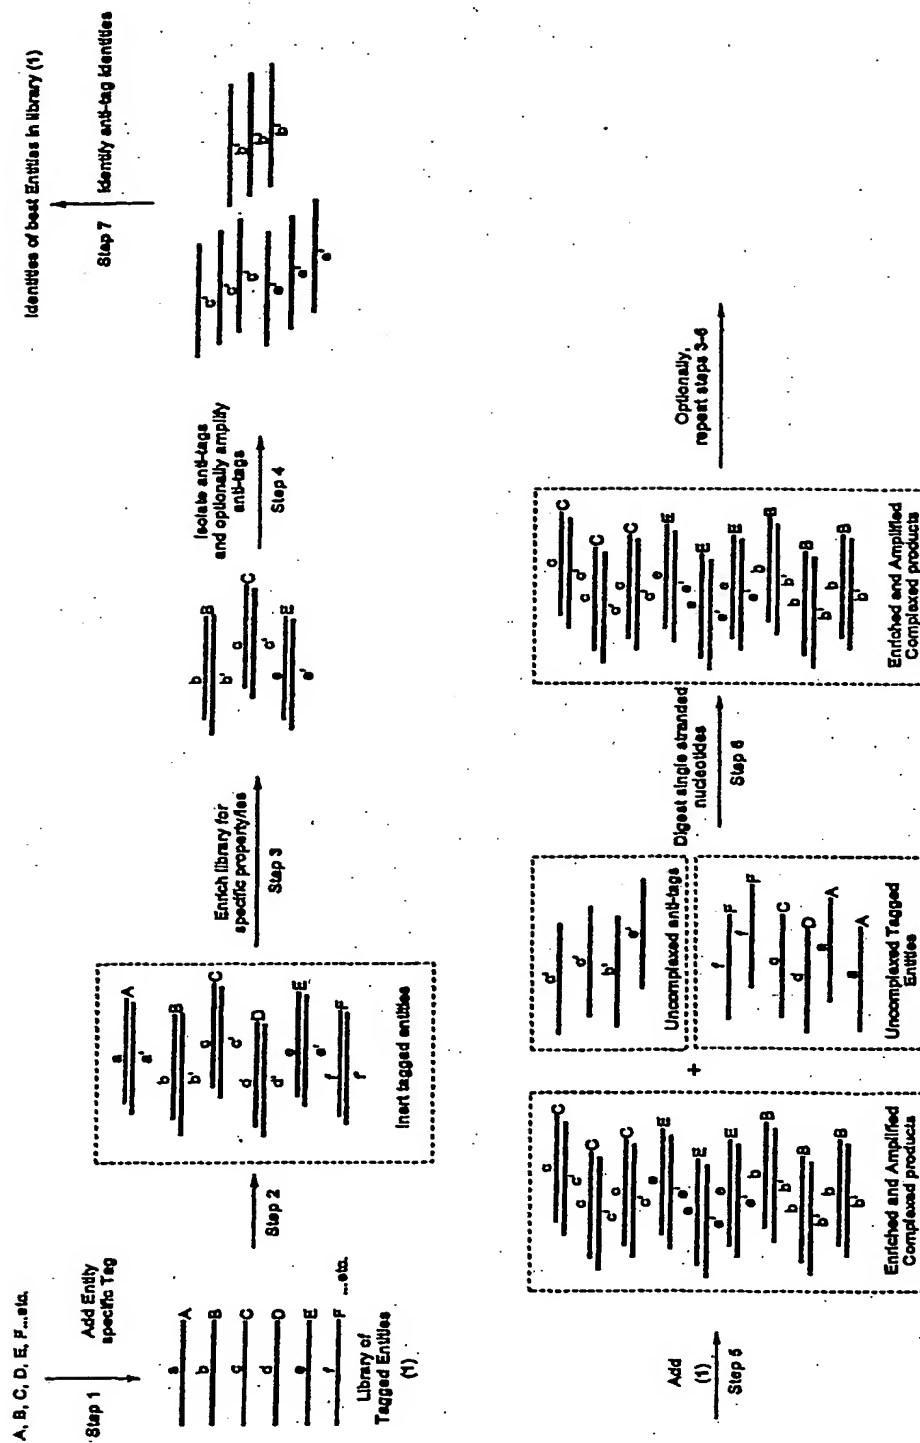 A, B, C, D, E, F...etc.
Step 1
Add Entity
specific Tag
a A
b B
c C
d D
e E
f F ...etc.
Library of
Tagged Entities
(1)
Step 2
a A
a'
b B
b'
c C
c'
d D
d'
e E
e'
f F
f'
Inert tagged entities
Enrich library for
specific property/ies
Step 3
b B
b'
c C
c'
e E
e'
Isolate anti-tags
and optionally amplify
anti-tags
Step 4
c'
c'
c'
e'
e'
e'
b'
b'
b'
Step 7
Identify anti-tag identities
Identities of best Entities in library (1)
Add
(1)
Step 5
c C
c'
c C
c'
c C
c'
e E
e'
e E
e'
e E
e'
b B
b'
b B
b'
b B
b'
Enriched and Amplified
Complexed products
+
c'
c'
b'
e'
Uncomplexed anti-tags
f F
f F
C
d D
A
A
Uncomplexed Tagged
Entities
Digest single stranded
nucleotides
Step 6
c C
c'
c C
c'
c C
c'
e E
e'
e E
e'
e E
e'
b B
b'
b B
b'
b B
b'
Enriched and Amplified
Complexed products
Optionally,
repeat steps 3-6